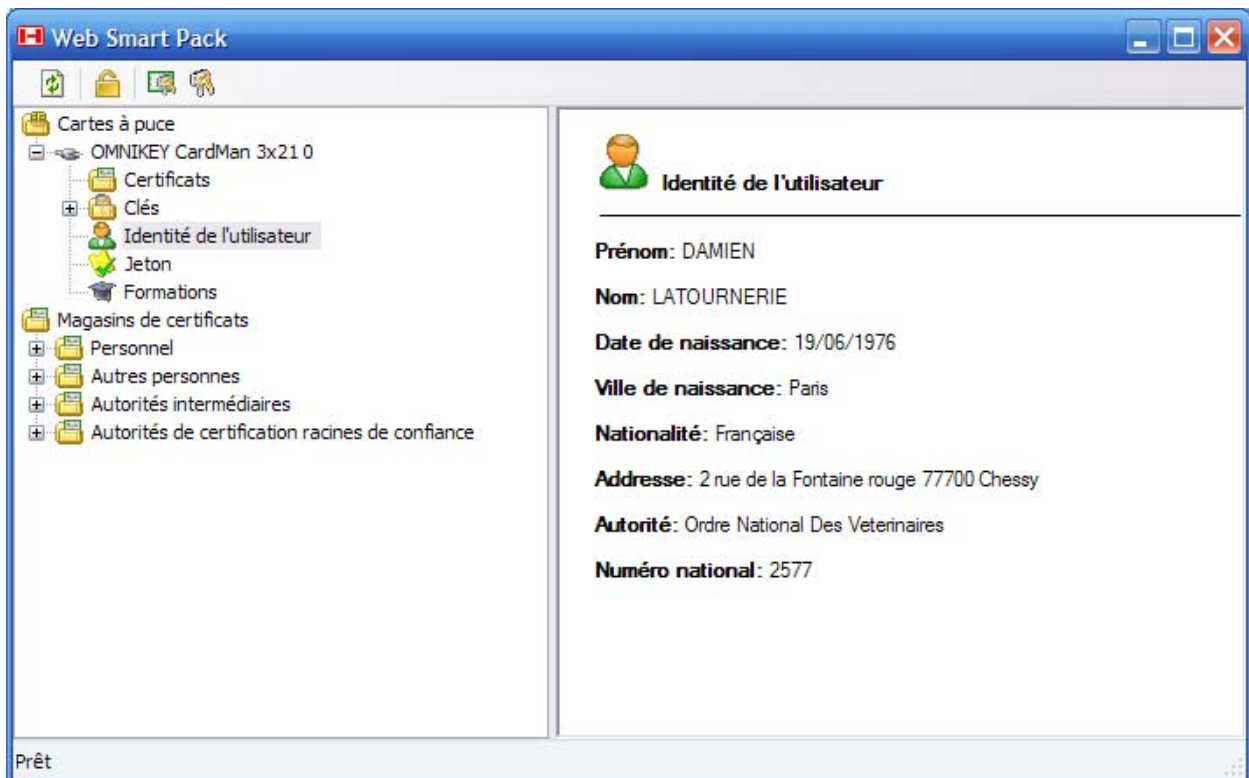 Web Smart Pack
Cartes à puce
OMNIKEY CardMan 3x21 0
Certificats
Clés
Identité de l'utilisateur
Jeton
Formations
Magasins de certificats
Personnel
Autres personnes
Autorités intermédiaires
Autorités de certification racines de confiance
Identité de l'utilisateur
Prénom: DAMIEN
Nom: LATOURNERIE
Date de naissance: 19/06/1976
Ville de naissance: Paris
Nationalité: Française
Addresse: 2 rue de la Fontaine rouge 77700 Chessy
Autorité: Ordre National Des Veterinaires
Numéro national: 2577
Prêt